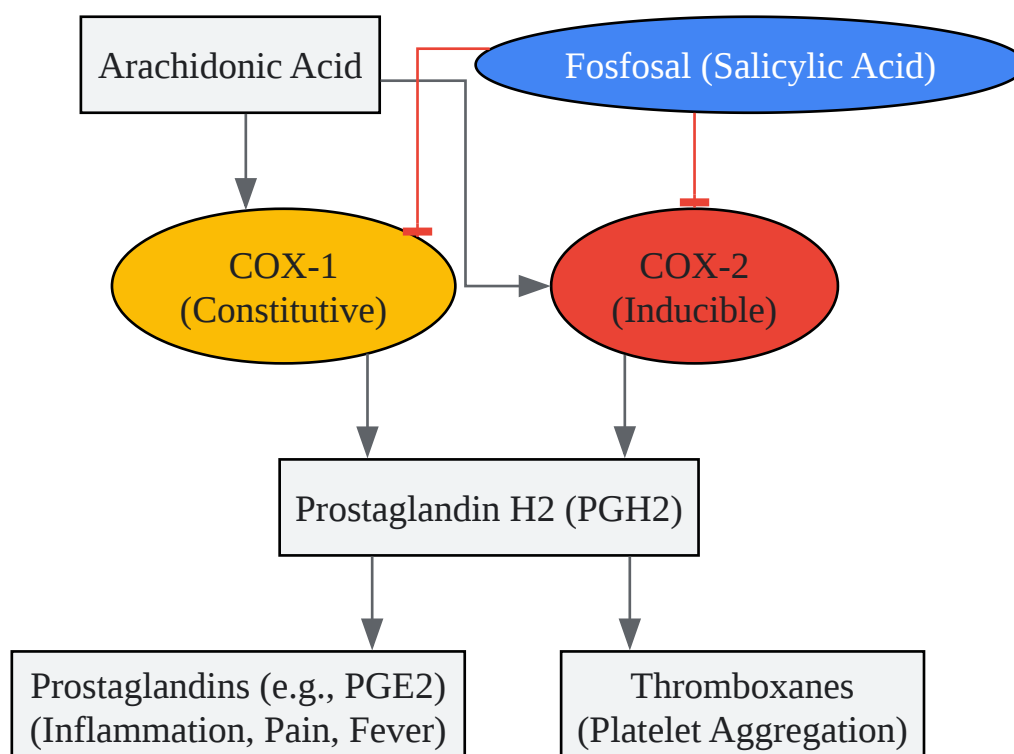 Arachidonic Acid
Fosfosal (Salicylic Acid)
COX-1
(Constitutive)
COX-2
(Inducible)
Prostaglandin H2 (PGH2)
Prostaglandins (e.g., PGE2)
(Inflammation, Pain, Fever)
Thromboxanes
(Platelet Aggregation)